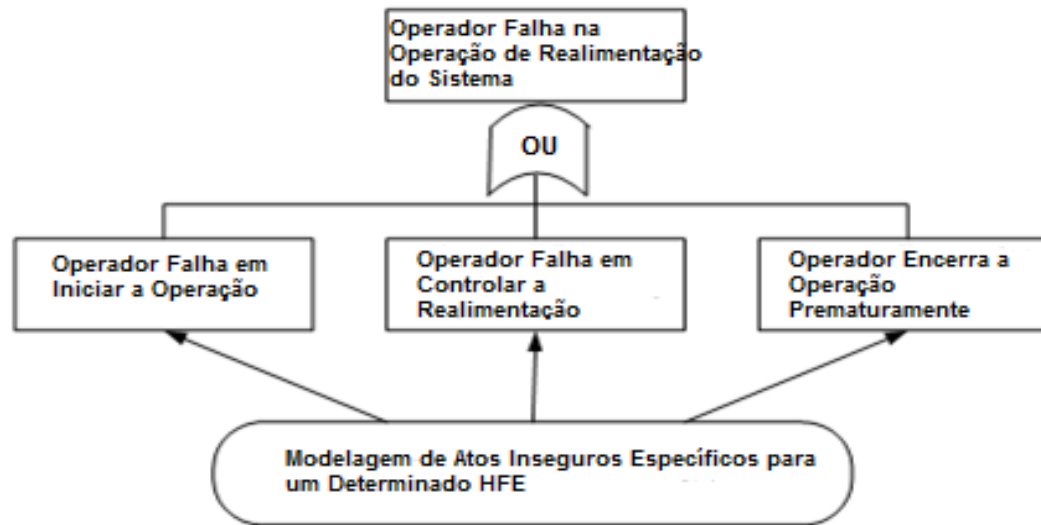 Operador Falha na
Operação de Realimentação
do Sistema
OU
Operador Falha em
Iniciar a Operação
Operador Falha em
Controlar a
Realimentação
Operador Encerra a
Operação
Prematuramente
Modelagem de Atos Inseguros Específicos para
um Determinado HFE